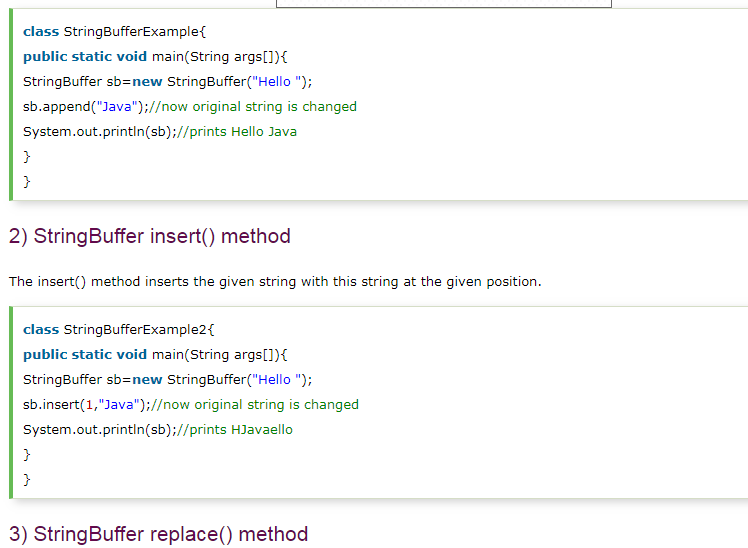 class StringBufferExample{
public static void main(String args[]){
StringBuffer sb=new StringBuffer("Hello ");
sb.append("Java");//now original string is changed
System.out.println(sb);//prints Hello Java
}
}
2) StringBuffer insert() method
The insert() method inserts the given string with this string at the given position.
class StringBufferExample2{
public static void main(String args[]){
StringBuffer sb=new StringBuffer("Hello ");
sb.insert(1,"Java");//now original string is changed
System.out.println(sb);//prints HJavaello
}
}
3) StringBuffer replace() method